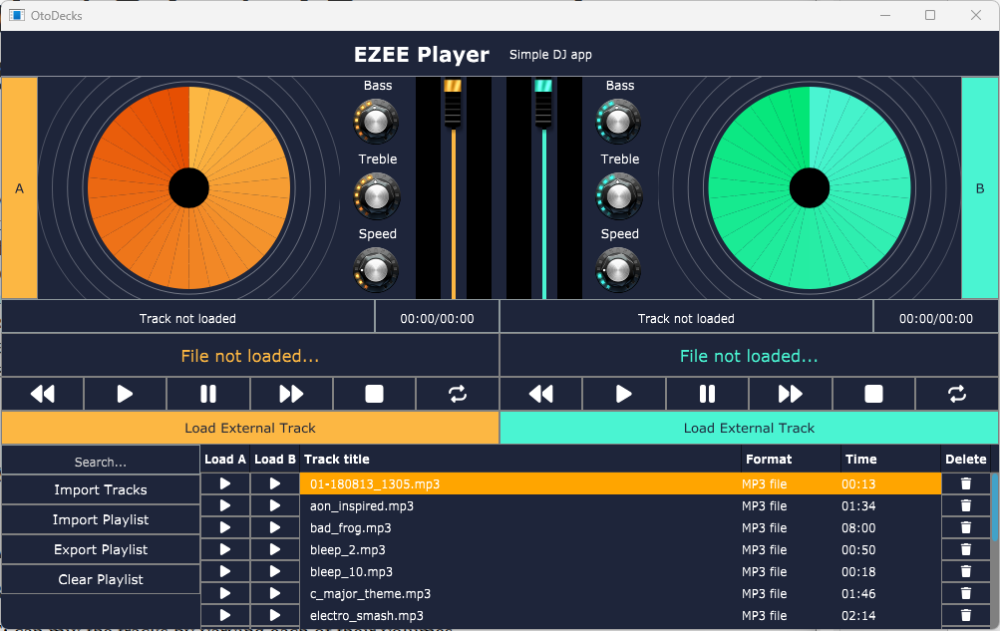 OtoDecks
EZEE Player Simple DJ app
Bass Bass
A Treble Treble B
Speed Speed
Track not loaded 00:00/00:00 Track not loaded 00:00/00:00
File not loaded... File not loaded...
Load External Track Load External Track
Search... Load A Load B Track title Format Time Delete
Import Tracks 01-180813_1305.mp3 MP3 file 00:13
aon_inspired.mp3 MP3 file 01:34
Import Playlist bad_frog.mp3 MP3 file 08:00
Export Playlist bleep_2.mp3 MP3 file 00:50
Clear Playlist bleep_10.mp3 MP3 file 00:18
c_major_theme.mp3 MP3 file 01:46
electro_smash.mp3 MP3 file 02:14